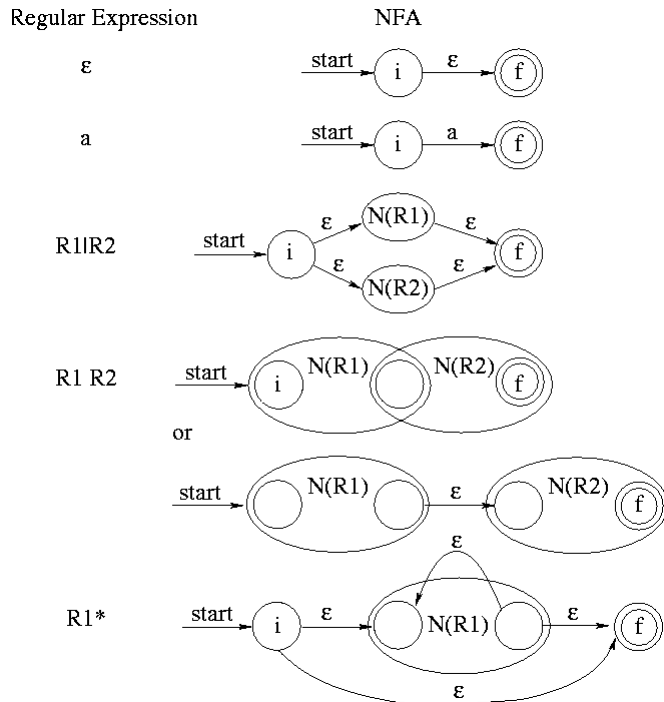 Regular Expression NFA
ε start i ε f
a start i a f
R1|R2 start i ε N(R1) ε f
ε N(R2) ε
R1 R2 start i N(R1) N(R2) f
or
start N(R1) ε N(R2) f
ε
R1* start i ε N(R1) ε f
ε